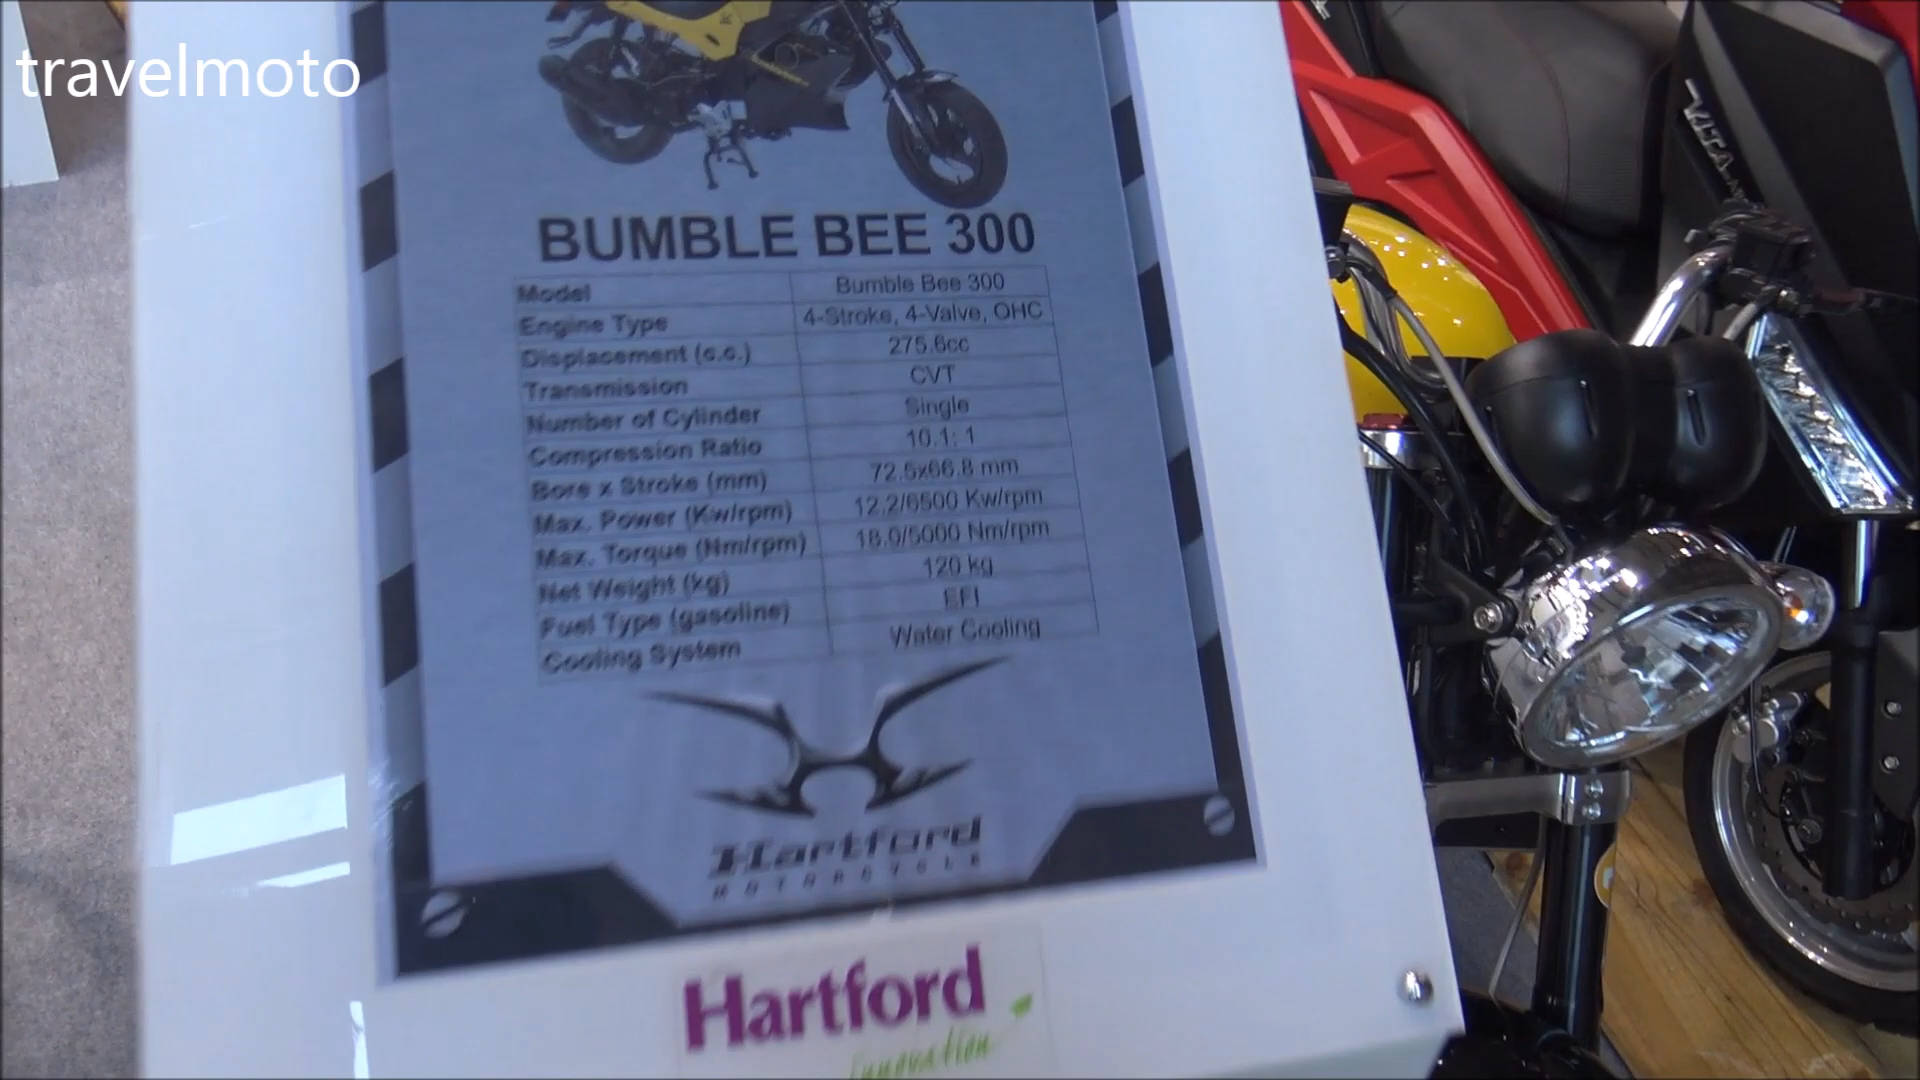 travelmoto
BUMBLE BEE 300
Model Bumble Bee 300
Engine Type 4-Stroke, 4-Valve, OHC
Displacement (c.c.) 275.6cc
Transmission CVT
Number of Cylinder Single
Compression Ratio 10.1: 1
Bore x Stroke (mm) 72.5x66.8 mm
Max. Power (Kw/rpm) 12.2/6500 Kw/rpm
Max. Torque (Nm/rpm) 18.0/5000 Nm/rpm
Net Weight (kg) 120 kg
Fuel Type (gasoline) EFI
Cooling System Water Cooling
Hartford
MOTORCYCLE
Hartford
innovation